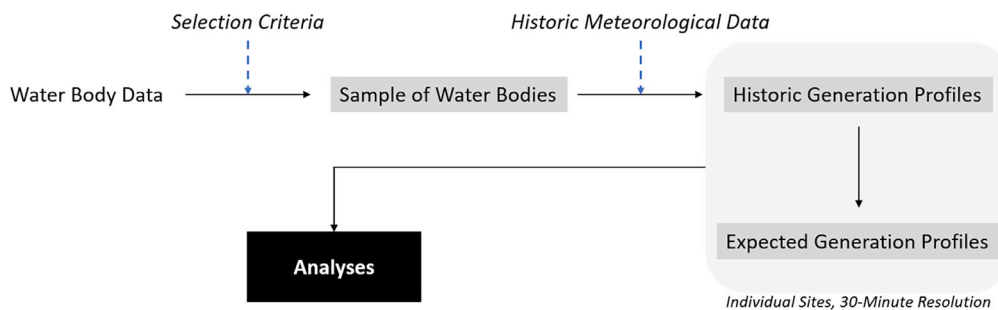 Selection Criteria
Historic Meteorological Data
Water Body Data
Sample of Water Bodies
Historic Generation Profiles
Expected Generation Profiles
Analyses
Individual Sites, 30-Minute Resolution